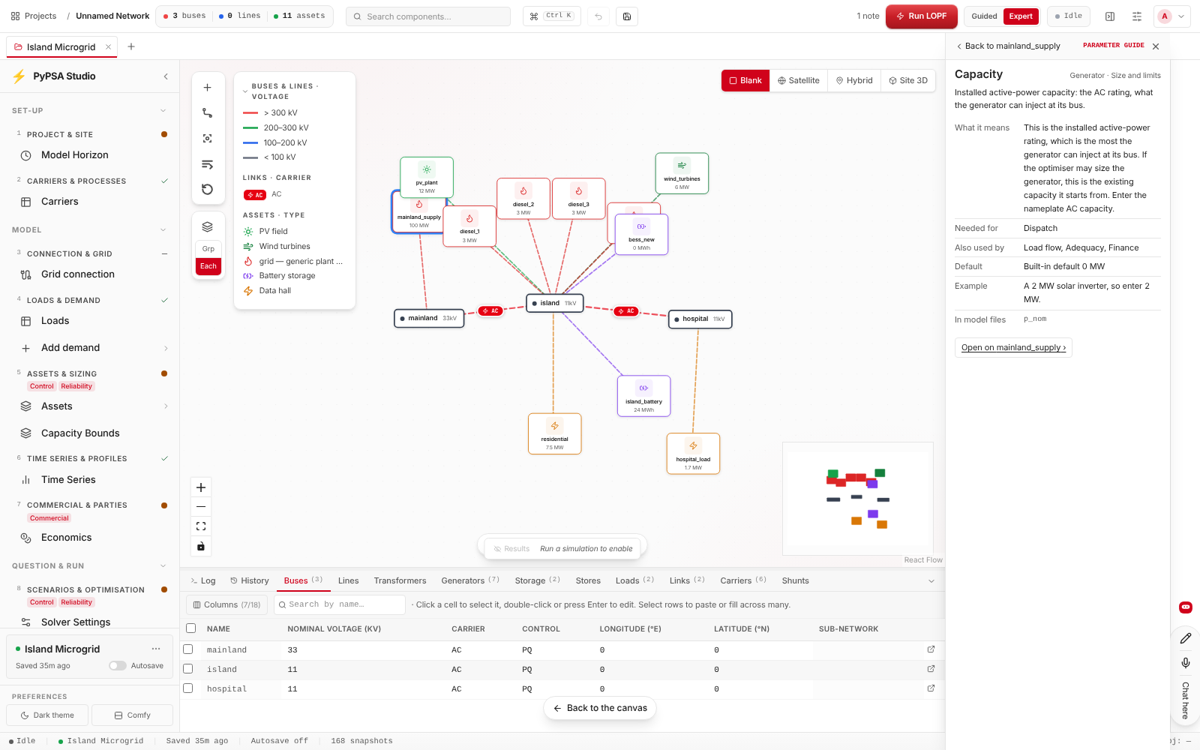 Projects / Unnamed Network
3 buses 0 lines 11 assets
Search components...
⌘ Ctrl K
1 note
Run LOPF
Guided Expert
Idle
A
Island Microgrid
PyPSA Studio
SET-UP
1 PROJECT & SITE
Model Horizon
2 CARRIERS & PROCESSES
Carriers
MODEL
3 CONNECTION & GRID
Grid connection
4 LOADS & DEMAND
Loads
Add demand
5 ASSETS & SIZING
Control Reliability
Assets
Capacity Bounds
6 TIME SERIES & PROFILES
Time Series
7 COMMERCIAL & PARTIES
Commercial
Economics
QUESTION & RUN
8 SCENARIOS & OPTIMISATION
Control Reliability
Solver Settings
Island Microgrid
Saved 35m ago Autosave
PREFERENCES
Dark theme Comfy
Grp
Each
BUSES & LINES ·
VOLTAGE
> 300 kV
200–300 kV
100–200 kV
< 100 kV
LINKS · CARRIER
AC AC
ASSETS · TYPE
PV field
Wind turbines
grid — generic plant ...
Battery storage
Data hall
Blank Satellite Hybrid Site 3D
pv_plant
12 MW
mainland_supply
100 MW
diesel_1
3 MW
diesel_2
3 MW
diesel_3
3 MW
wind_turbines
6 MW
bess_new
0 MWh
mainland 33kV
AC
island 11kV
AC
hospital 11kV
island_battery
24 MWh
residential
7.5 MW
hospital_load
1.7 MW
Results Run a simulation to enable
React Flow
Log History Buses (3) Lines Transformers Generators (7) Storage (2) Stores Loads (2) Links (2) Carriers (6) Shunts
Columns (7/18) Search by name… · Click a cell to select it, double-click or press Enter to edit. Select rows to paste or fill across many.
NAME NOMINAL VOLTAGE (KV) CARRIER CONTROL LONGITUDE (°E) LATITUDE (°N) SUB-NETWORK
mainland 33 AC PQ 0 0
island 11 AC PQ 0 0
hospital 11 AC PQ 0 0
Back to the canvas
Back to mainland_supply PARAMETER GUIDE
Capacity Generator · Size and limits
Installed active-power capacity: the AC rating, what
the generator can inject at its bus.
What it means This is the installed active-power
rating, which is the most the
generator can inject at its bus. If
the optimiser may size the
generator, this is the existing
capacity it starts from. Enter the
nameplate AC capacity.
Needed for Dispatch
Also used by Load flow, Adequacy, Finance
Default Built-in default 0 MW
Example A 2 MW solar inverter, so enter 2
MW.
In model files p_nom
Open on mainland_supply ›
Chat here
Idle Island Microgrid Saved 35m ago Autosave off 168 snapshots